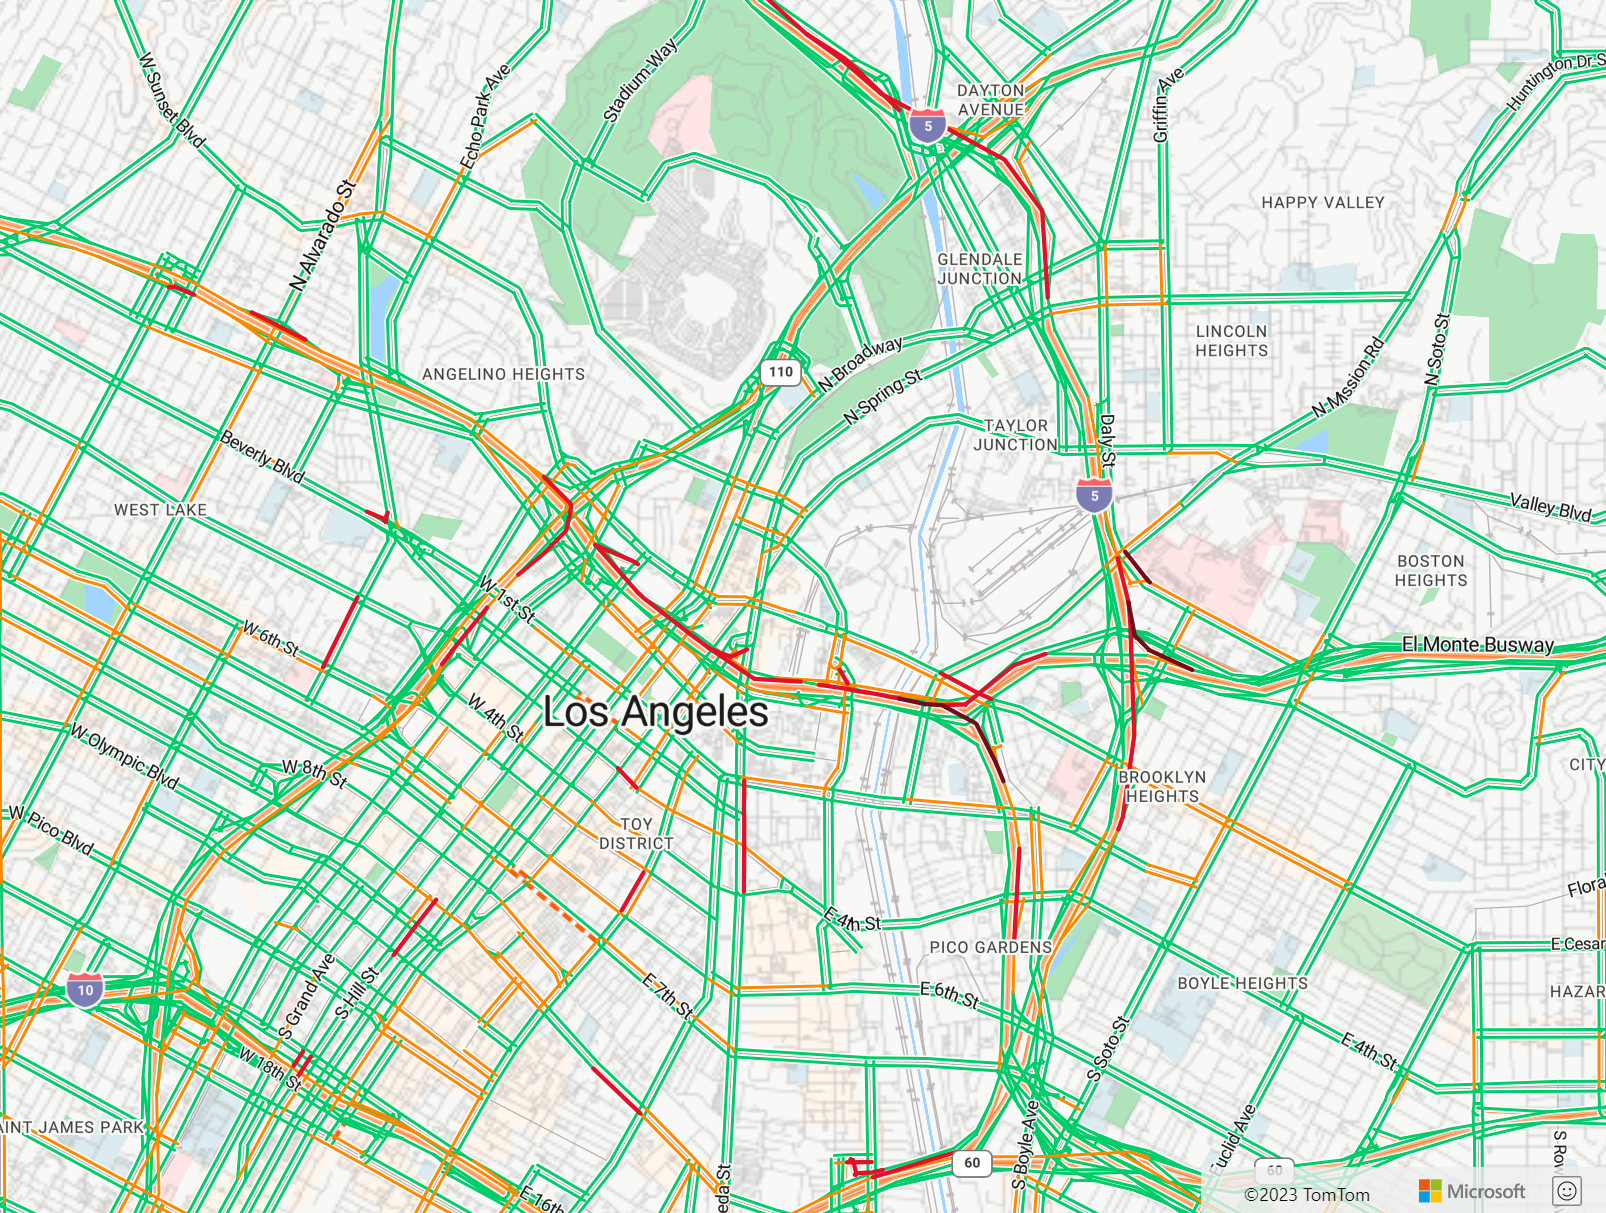 W Sunset Blvd
Echo Park Ave
Stadium Way
DAYTON
AVENUE
5
Griffin Ave
Huntington Dr S
N Alvarado St
HAPPY VALLEY
GLENDALE
JUNCTION
LINCOLN
HEIGHTS
N Mission Rd
N Soto St
ANGELINO HEIGHTS
110
N Broadway
N Spring St
TAYLOR
JUNCTION
Daly St
Beverly Blvd
5
WEST LAKE
Valley Blvd
BOSTON
HEIGHTS
W 1st St
W 6th St
El Monte Busway
Los Angeles
W 4th St
W Olympic Blvd
W 8th St
CITY
BROOKLYN
HEIGHTS
W Pico Blvd
TOY
DISTRICT
Flora
E 4th St
PICO GARDENS
E Cesar
10
S Grand Ave
S Hill St
E 7th St
E 6th St
BOYLE HEIGHTS
HAZAR
W 18th St
S Soto St
E 4th St
AINT JAMES PARK
S Boyle Ave
Euclid Ave
S Row
60
60
E 16th
eda St
©2023 TomTom
Microsoft